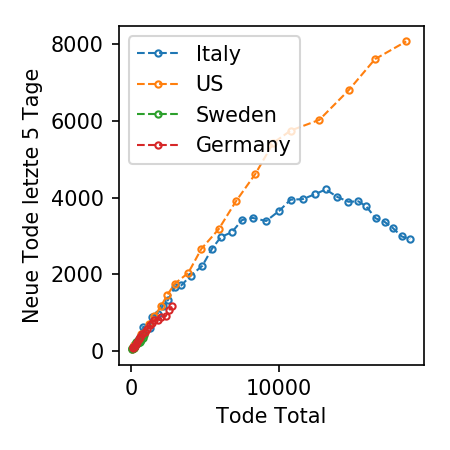 Neue Tode letzte 5 Tage
8000
6000
4000
2000
0
Italy
US
Sweden
Germany
0
10000
Tode Total